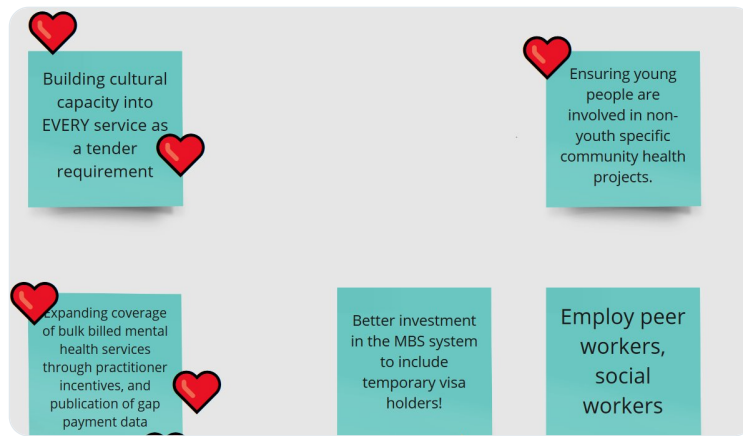 Building cultural
capacity into
EVERY service as
a tender
requirement
Ensuring young
people are
involved in non-
youth specific
community health
projects.
Expanding coverage
of bulk billed mental
health services
through practitioner
incentives, and
publication of gap
payment data
Better investment
in the MBS system
to include
temporary visa
holders!
Employ peer
workers,
social
workers